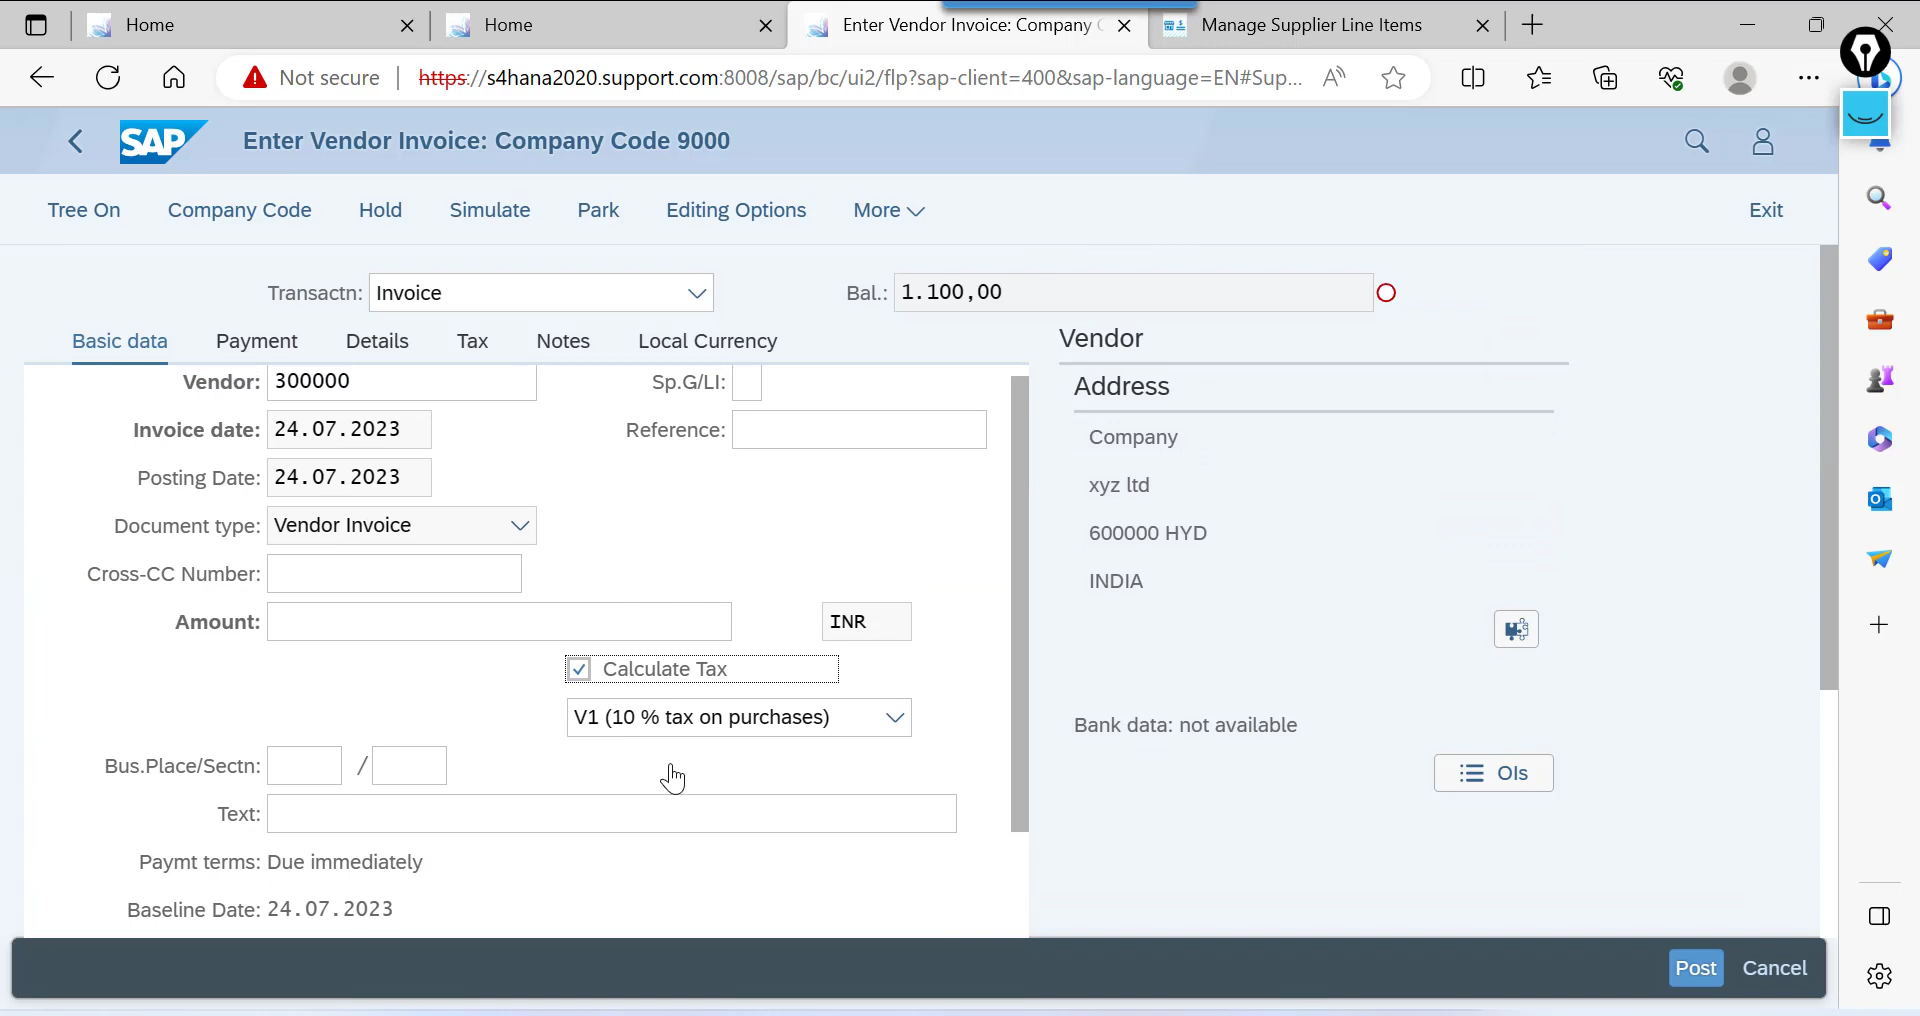 Home
Home
Enter Vendor Invoice: Company C
Manage Supplier Line Items
Not secure
https://s4hana2020.support.com:8008/sap/bc/ui2/flp?sap-client=400&sap-language=EN#Sup...
SAP
Enter Vendor Invoice: Company Code 9000
Tree On
Company Code
Hold
Simulate
Park
Editing Options
More
Exit
Transactn: Invoice
Bal.: 1.100,00
Basic data
Payment
Details
Tax
Notes
Local Currency
Vendor: 300000
Sp.G/LI:
Invoice date: 24.07.2023
Reference:
Posting Date: 24.07.2023
Document type: Vendor Invoice
Cross-CC Number:
Amount:
INR
Calculate Tax
V1 (10 % tax on purchases)
Bus.Place/Sectn: /
Text:
Paymt terms: Due immediately
Baseline Date: 24.07.2023
Vendor
Address
Company
xyz ltd
600000 HYD
INDIA
Bank data: not available
OIs
Post
Cancel